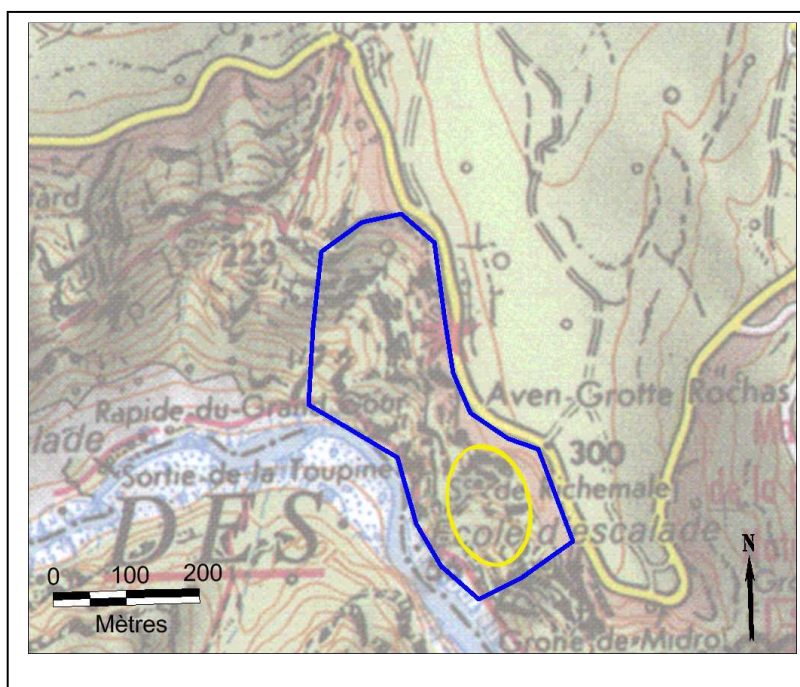 223
Aven-Grotte Rochas
Rapide-du-Grand Gour
300
lade
Sortie-de-la Toupine
de Richemale
DES
École d'escalade
N
0 100 200
Mètres